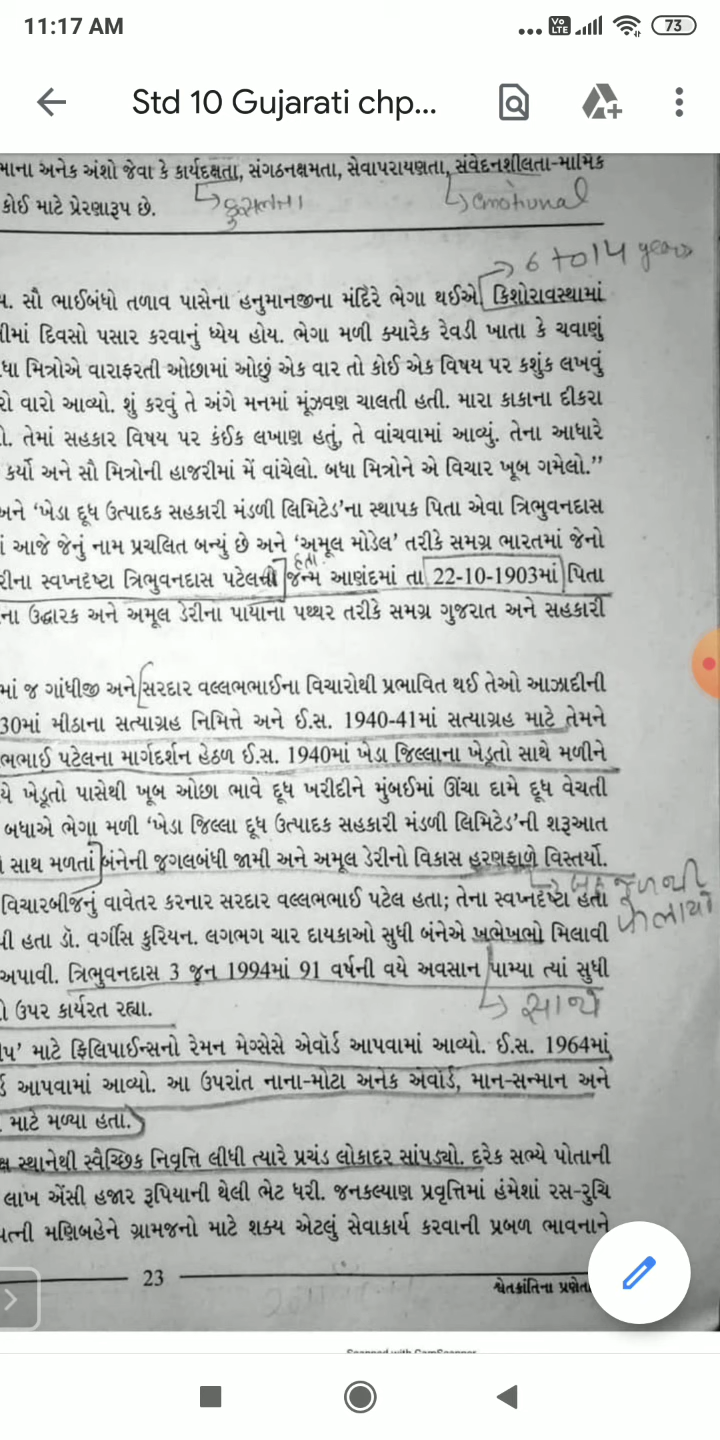 11:17 AM
Vo LTE 73
Std 10 Gujarati chp...
માના અનેક અંશો જેવા કે કાર્યદક્ષતા, સંગઠનક્ષમતા, સેવાપરાયણતા, સંવેદનશીલતા-માર્મિક
કોઈ માટે પ્રેરણારૂપ છે.
કુશળતા
emotional
6 to 14 years
ય. સૌ ભાઈબંધો તળાવ પાસેના હનુમાનજીના મંદિરે ભેગા થઈએ કિશોરાવસ્થામાં
ીમાં દિવસો પસાર કરવાનું ધ્યેય હોય. ભેગા મળી ક્યારેક રેવડી ખાતા કે ચવાણું
ધા મિત્રોએ વારાફરતી ઓછામાં ઓછું એક વાર તો કોઈ એક વિષય પર કશુંક લખવું
રો વારો આવ્યો. શું કરવું તે અંગે મનમાં મૂંઝવણ ચાલતી હતી. મારા કાકાના દીકરા
ો. તેમાં સહકાર વિષય પર કંઈક લખાણ હતું, તે વાંચવામાં આવ્યું. તેના આધારે
કર્યો અને સૌ મિત્રોની હાજરીમાં મેં વાંચેલો. બધા મિત્રોને એ વિચાર ખૂબ ગમેલો.”
અને ‘ખેડા દૂધ ઉત્પાદક સહકારી મંડળી લિમિટેડ’ના સ્થાપક પિતા એવા ત્રિભુવનદાસ
ાં આજે જેનું નામ પ્રચલિત બન્યું છે અને ‘અમૂલ મોડેલ’ તરીકે સમગ્ર ભારતમાં જેનો
હતા
રીના સ્વપ્નદૃષ્ટા ત્રિભુવનદાસ પટેલનો જન્મ આણંદમાં તા 22-10-1903માં પિતા
ના ઉદ્ધારક અને અમૂલ ડેરીના પાયાના પથ્થર તરીકે સમગ્ર ગુજરાત અને સહકારી
માં જ ગાંધીજી અને સરદાર વલ્લભભાઈના વિચારોથી પ્રભાવિત થઈ તેઓ આઝાદીની
30માં મીઠાના સત્યાગ્રહ નિમિત્તે અને ઈ.સ. 1940-41માં સત્યાગ્રહ માટે તેમને
ભભાઈ પટેલના માર્ગદર્શન હેઠળ ઈ.સ. 1940માં ખેડા જિલ્લાના ખેડૂતો સાથે મળીને
યે ખેડૂતો પાસેથી ખૂબ ઓછા ભાવે દૂધ ખરીદીને મુંબઈમાં ઊંચા દામે દૂધ વેચતી
બધાએ ભેગા મળી ‘ખેડા જિલ્લા દૂધ ઉત્પાદક સહકારી મંડળી લિમિટેડ’ની શરૂઆત
ો સાથ મળતાં બંનેની જુગલબંધી જામી અને અમૂલ ડેરીનો વિકાસ હરણફાળે વિસ્તર્યો.
ફેલાયો
વિચારબીજનું વાવેતર કરનાર સરદાર વલ્લભભાઈ પટેલ હતા; તેના સ્વપ્નદૃષ્ટા હતા
પી હતા ડૉ. વર્ગીસ કુરિયન. લગભગ ચાર દાયકાઓ સુધી બંનેએ ખભેખભો મિલાવી
અપાવી. ત્રિભુવનદાસ 3 જૂન 1994માં 91 વર્ષની વયે અવસાન પામ્યા ત્યાં સુધી
સાથે
ો ઉપર કાર્યરત રહ્યા.
ીપ’ માટે ફિલિપાઈન્સનો રેમન મેગ્સેસે એવૉર્ડ આપવામાં આવ્યો. ઈ.સ. 1964માં
ર્ડ આપવામાં આવ્યો. આ ઉપરાંત નાના-મોટા અનેક એવૉર્ડ, માન-સન્માન અને
માટે મળ્યા હતા.
ક્ષ સ્થાનેથી સ્વૈચ્છિક નિવૃત્તિ લીધી ત્યારે પ્રચંડ લોકાદર સાંપડ્યો. દરેક સભ્યે પોતાની
લાખ એંસી હજાર રૂપિયાની થેલી ભેટ ધરી. જનકલ્યાણ પ્રવૃત્તિમાં હંમેશાં રસ-રુચિ
પત્ની મણિબહેને ગ્રામજનો માટે શક્ય એટલું સેવાકાર્ય કરવાની પ્રબળ ભાવનાને
23
શ્વેતક્રાંતિના પ્રણેતા